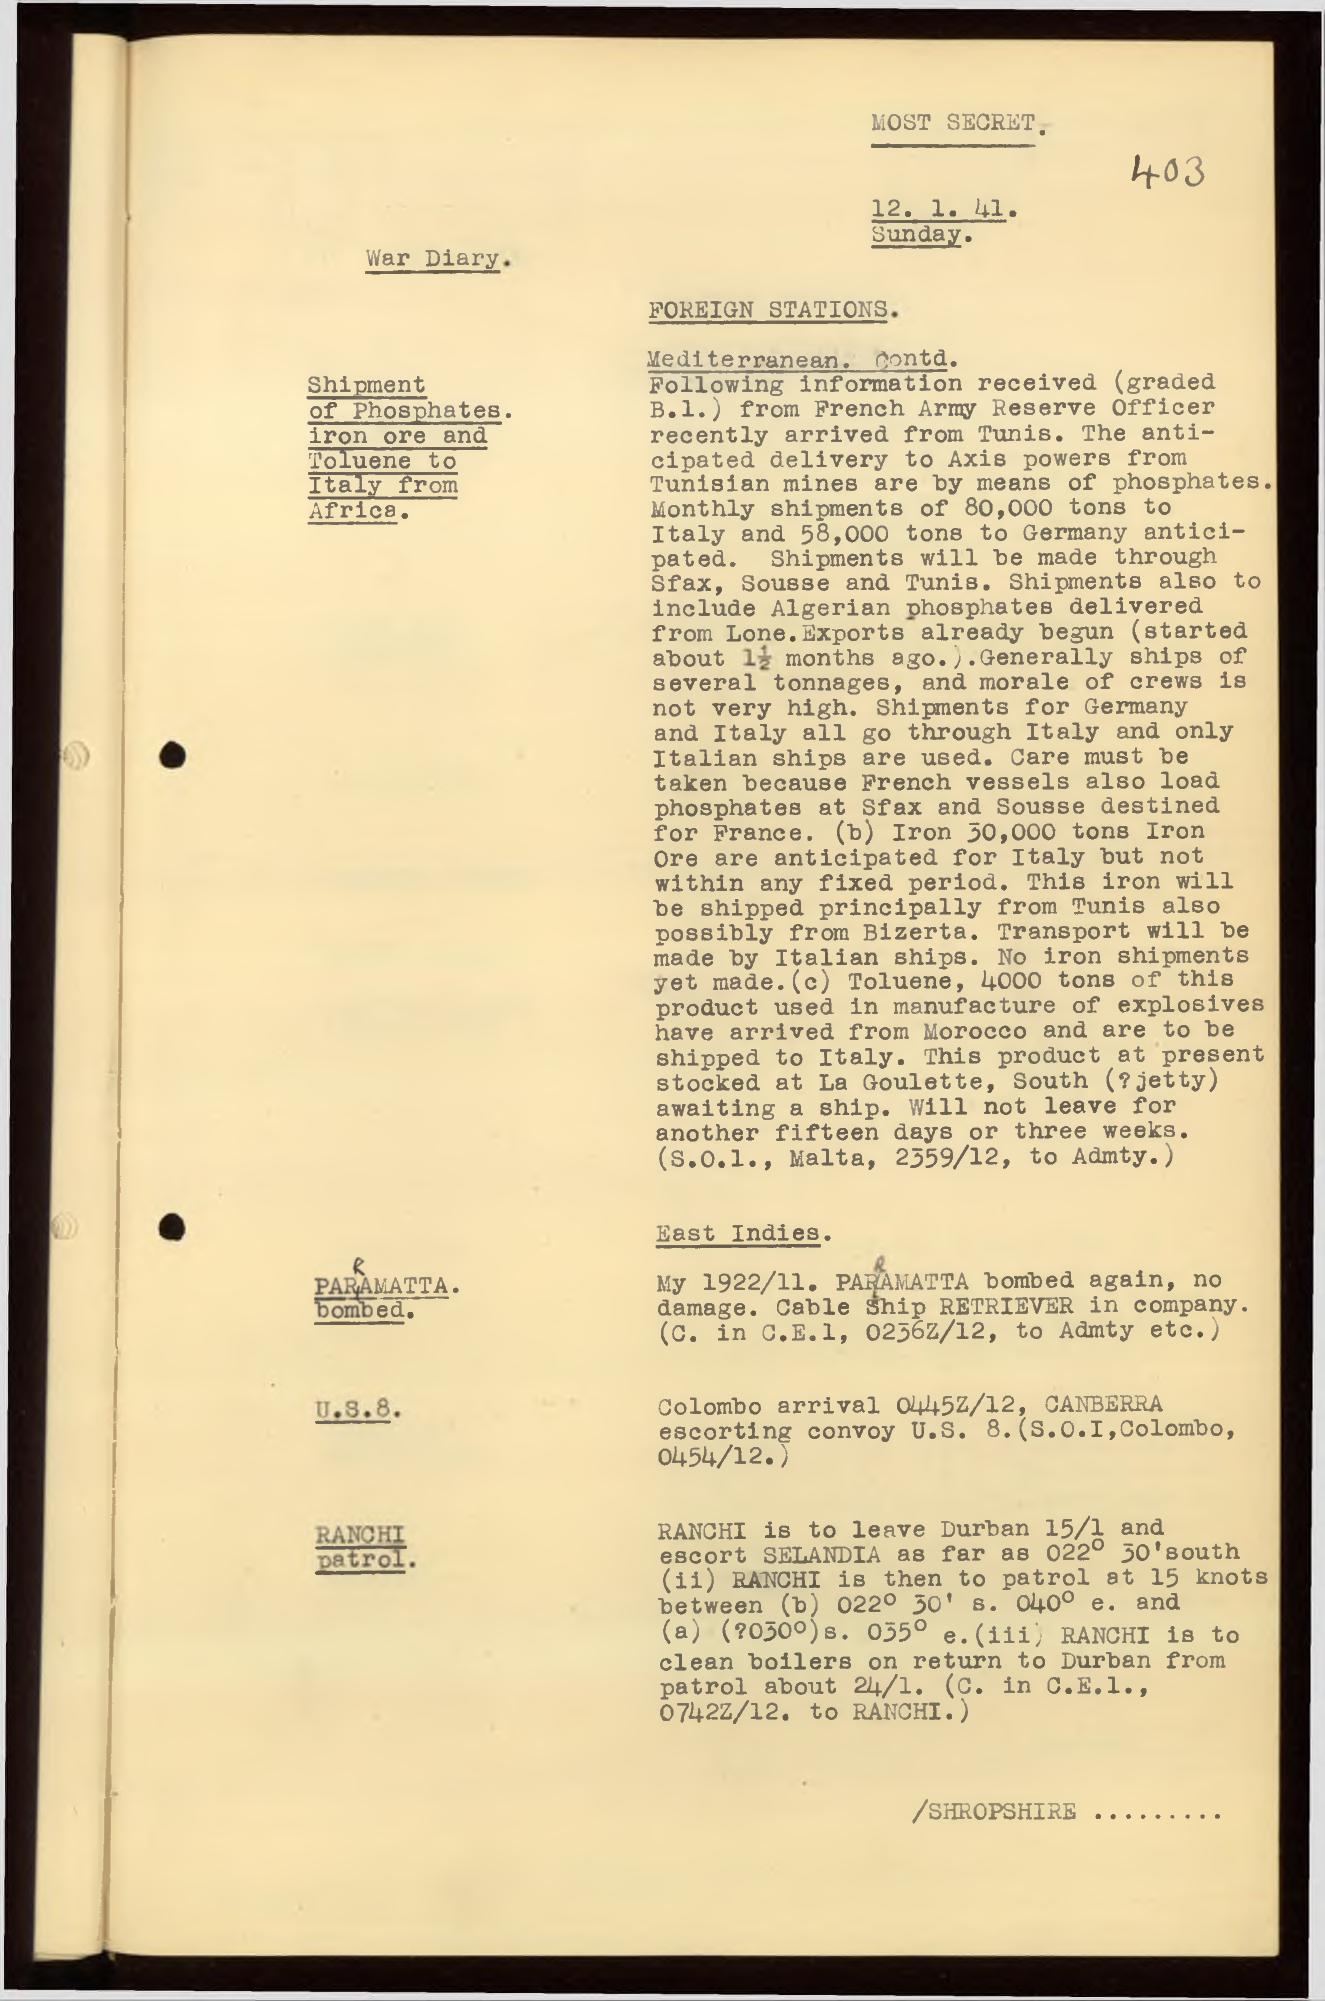 MOST SECRET.
403
12. 1. 41.
Sunday.
War Diary.
FOREIGN STATIONS.
Mediterranean. Contd.
Shipment
of Phosphates.
iron ore and
Toluene to
Italy from
Africa.
Following information received (graded
B.1.) from French Army Reserve Officer
recently arrived from Tunis. The anti-
cipated delivery to Axis powers from
Tunisian mines are by means of phosphates.
Monthly shipments of 80,000 tons to
Italy and 58,000 tons to Germany antici-
pated. Shipments will be made through
Sfax, Sousse and Tunis. Shipments also to
include Algerian phosphates delivered
from Lone.Exports already begun (started
about 1½ months ago.).Generally ships of
several tonnages, and morale of crews is
not very high. Shipments for Germany
and Italy all go through Italy and only
Italian ships are used. Care must be
taken because French vessels also load
phosphates at Sfax and Sousse destined
for France. (b) Iron 30,000 tons Iron
Ore are anticipated for Italy but not
within any fixed period. This iron will
be shipped principally from Tunis also
possibly from Bizerta. Transport will be
made by Italian ships. No iron shipments
yet made.(c) Toluene, 4000 tons of this
product used in manufacture of explosives
have arrived from Morocco and are to be
shipped to Italy. This product at present
stocked at La Goulette, South (?jetty)
awaiting a ship. Will not leave for
another fifteen days or three weeks.
(S.O.1., Malta, 2359/12, to Admty.)
East Indies.
PARRAMATTA.
bombed.
My 1922/11. PARRAMATTA bombed again, no
damage. Cable Ship RETRIEVER in company.
(C. in C.E.1, 0236Z/12, to Admty etc.)
U.S.8.
Colombo arrival 0445Z/12, CANBERRA
escorting convoy U.S. 8.(S.O.I,Colombo,
0454/12.)
RANCHI
patrol.
RANCHI is to leave Durban 15/1 and
escort SELANDIA as far as 022° 30'south
(ii) RANCHI is then to patrol at 15 knots
between (b) 022° 30' s. 040° e. and
(a) (?030°)s. 035° e.(iii) RANCHI is to
clean boilers on return to Durban from
patrol about 24/1. (C. in C.E.1.,
0742Z/12. to RANCHI.)
/SHROPSHIRE .........